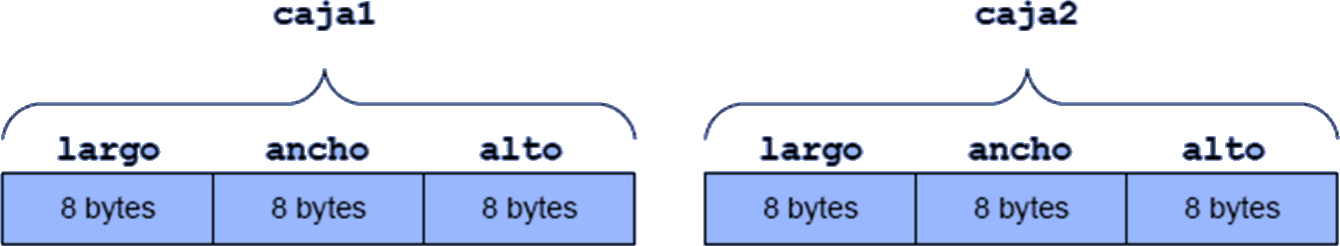 caja1 caja2
largo ancho alto largo ancho alto
8 bytes 8 bytes 8 bytes 8 bytes 8 bytes 8 bytes